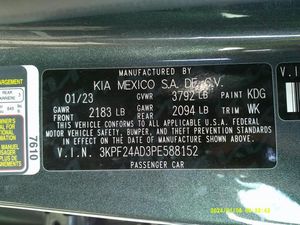 MFD. BY
KIA MEXICO S.A. DE C.V.
01/23 GVWR 3792 LB PAINT KDG
GAWR FRONT 2183 LB GAWR REAR 2094 LB TRIM WK
THIS VEHICLE CONFORMS TO ALL APPLICABLE FEDERAL
MOTOR VEHICLE SAFETY, BUMPER, AND THEFT PREVENTION
STANDARDS IN EFFECT ON THE DATE OF MANUFACTURE
SHOWN ABOVE.
V.I.N. 3KPF24AD3PE588152
PASSENGER CAR
7610